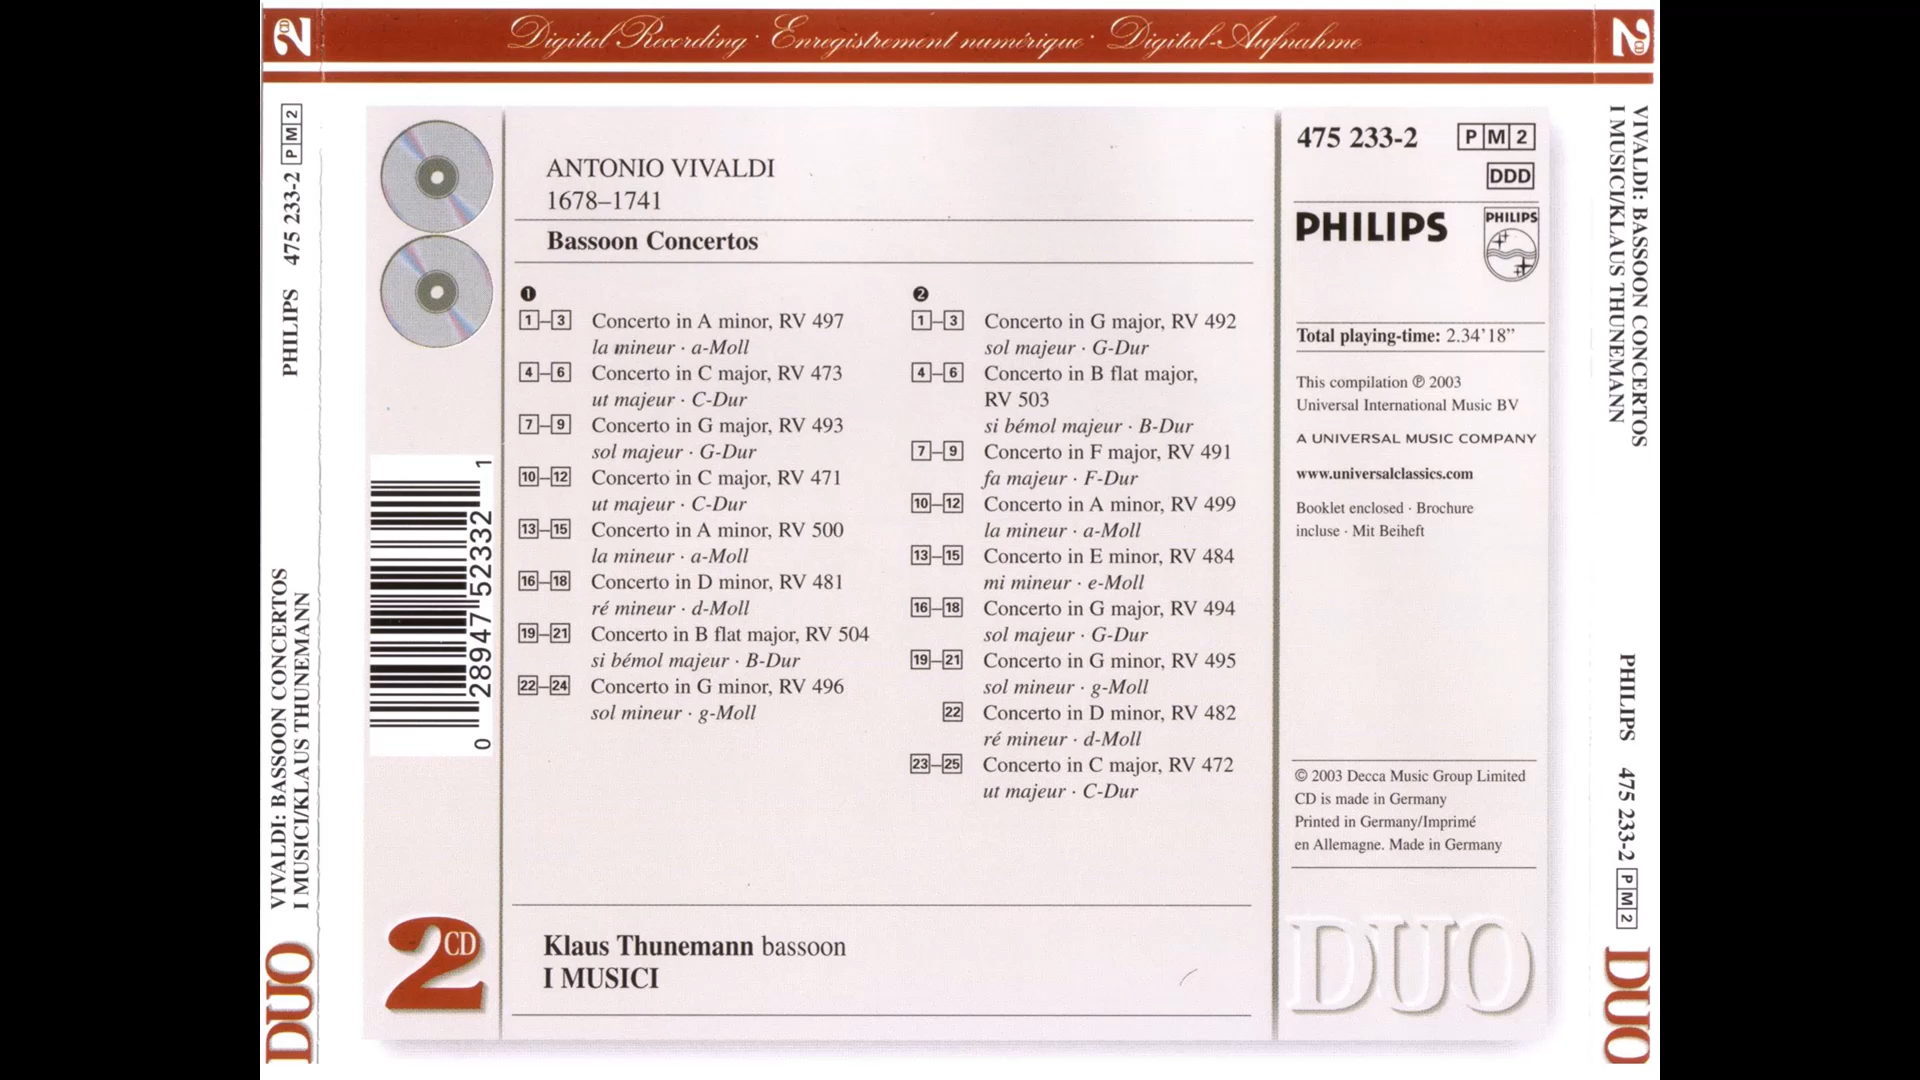 2CD
Digital Recording · Enregistrement numérique · Digital-Aufnahme
2CD
PHILIPS 475 233-2 PM2
VIVALDI: BASSOON CONCERTOS
I MUSICI/KLAUS THUNEMANN
DUO
0 28947 52332 1
2CD
ANTONIO VIVALDI
1678–1741
Bassoon Concertos
❶
1–3 Concerto in A minor, RV 497
la mineur · a-Moll
4–6 Concerto in C major, RV 473
ut majeur · C-Dur
7–9 Concerto in G major, RV 493
sol majeur · G-Dur
10–12 Concerto in C major, RV 471
ut majeur · C-Dur
13–15 Concerto in A minor, RV 500
la mineur · a-Moll
16–18 Concerto in D minor, RV 481
ré mineur · d-Moll
19–21 Concerto in B flat major, RV 504
si bémol majeur · B-Dur
22–24 Concerto in G minor, RV 496
sol mineur · g-Moll
❷
1–3 Concerto in G major, RV 492
sol majeur · G-Dur
4–6 Concerto in B flat major,
RV 503
si bémol majeur · B-Dur
7–9 Concerto in F major, RV 491
fa majeur · F-Dur
10–12 Concerto in A minor, RV 499
la mineur · a-Moll
13–15 Concerto in E minor, RV 484
mi mineur · e-Moll
16–18 Concerto in G major, RV 494
sol majeur · G-Dur
19–21 Concerto in G minor, RV 495
sol mineur · g-Moll
22 Concerto in D minor, RV 482
ré mineur · d-Moll
23–25 Concerto in C major, RV 472
ut majeur · C-Dur
Klaus Thunemann bassoon
I MUSICI
475 233-2 PM2
DDD
PHILIPS
PHILIPS
Total playing-time: 2.34’18”
This compilation ℗ 2003
Universal International Music BV
A UNIVERSAL MUSIC COMPANY
www.universalclassics.com
Booklet enclosed · Brochure
incluse · Mit Beiheft
© 2003 Decca Music Group Limited
CD is made in Germany
Printed in Germany/Imprimé
en Allemagne. Made in Germany
DUO
VIVALDI: BASSOON CONCERTOS
I MUSICI/KLAUS THUNEMANN
PHILIPS 475 233-2 PM2
DUO